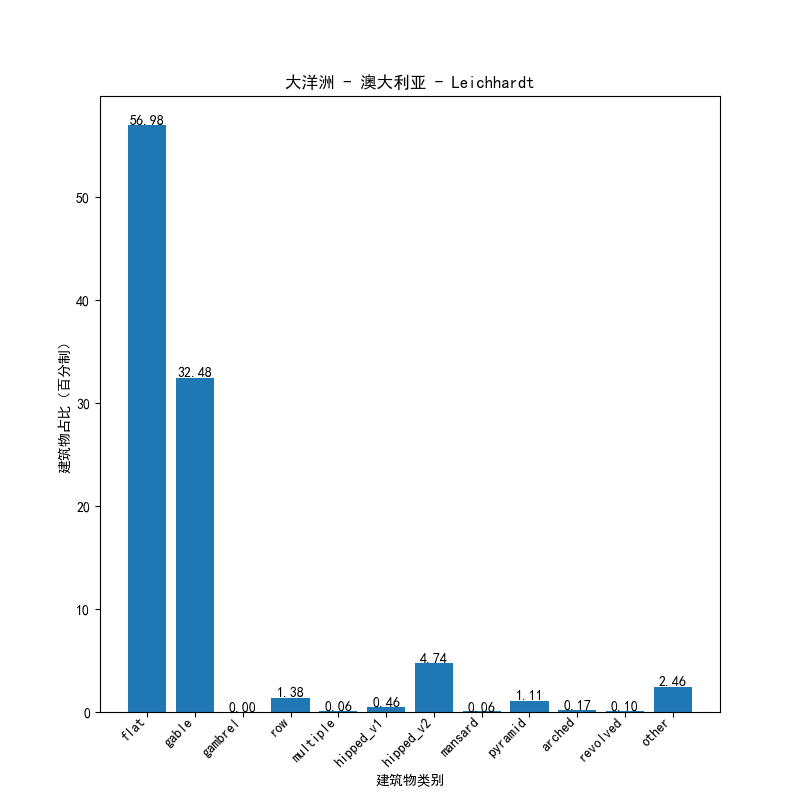 大洋洲 - 澳大利亚 - Leichhardt
建筑物占比（百分制）
50
40
30
20
10
0
56.98
32.48
0.00
1.38
0.06
0.46
4.74
0.06
1.11
0.17
0.10
2.46
flat
gable
gambrel
row
multiple
hipped_v1
hipped_v2
mansard
pyramid
arched
revolved
other
建筑物类别